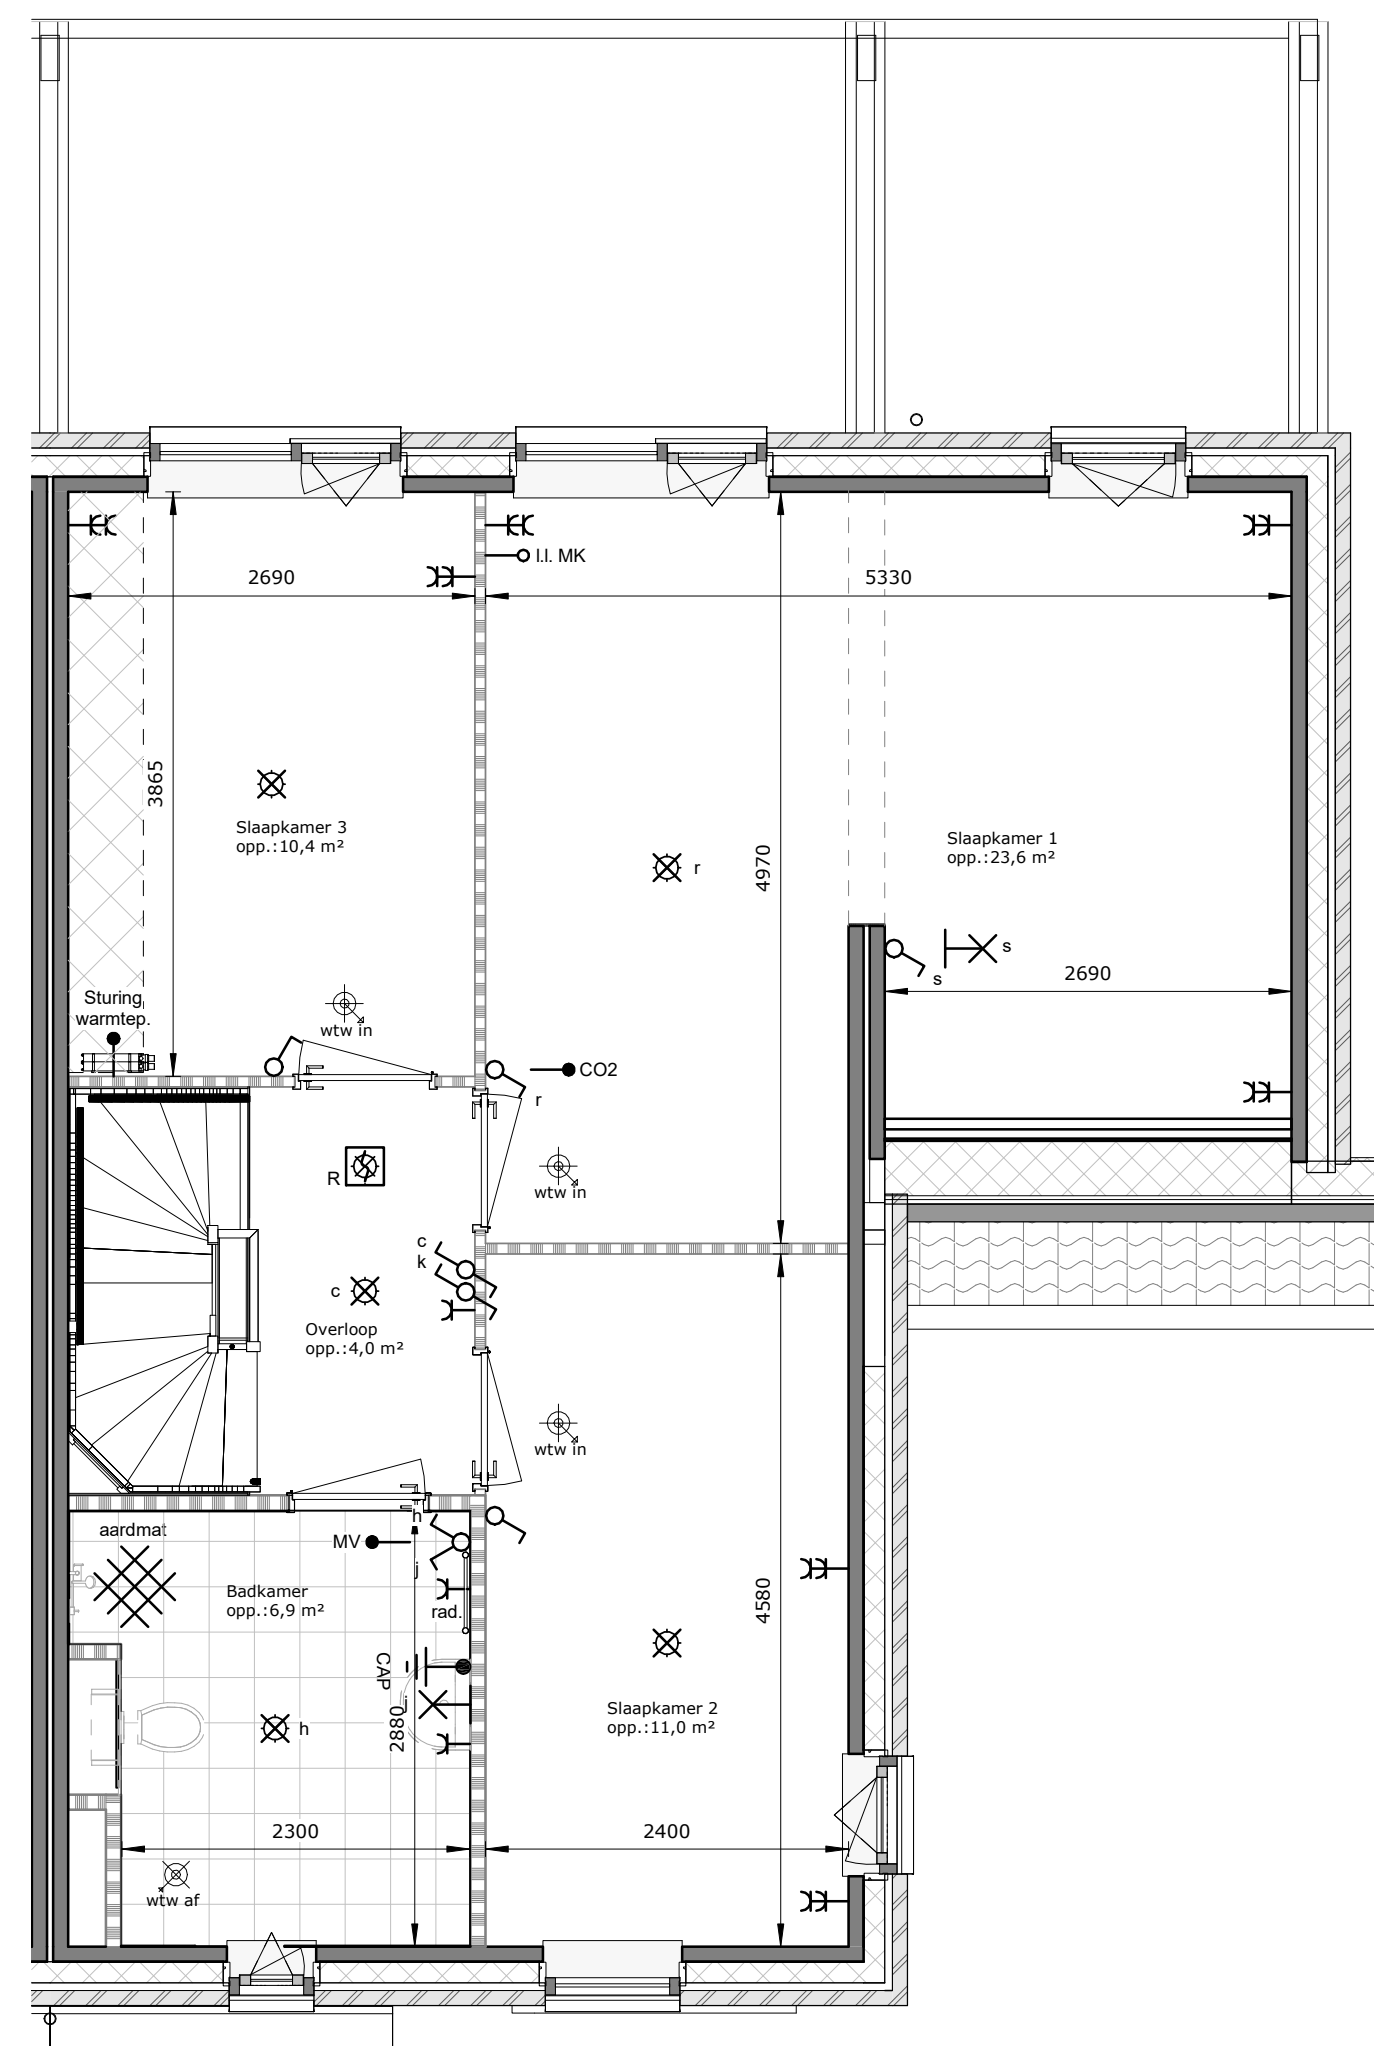 l.l. MK
2690
5330
3865
Slaapkamer 3
opp.:10,4 m²
4970
r
Slaapkamer 1
opp.:23,6 m²
s
s
2690
Sturing
warmtep.
wtw in
CO2
r
R
wtw in
c
k
c
Overloop
opp.:4,0 m²
wtw in
h
aardmat
MV
j
Badkamer
opp.:6,9 m²
rad.
4580
CAP
j
2880
h
Slaapkamer 2
opp.:11,0 m²
2300
2400
wtw af